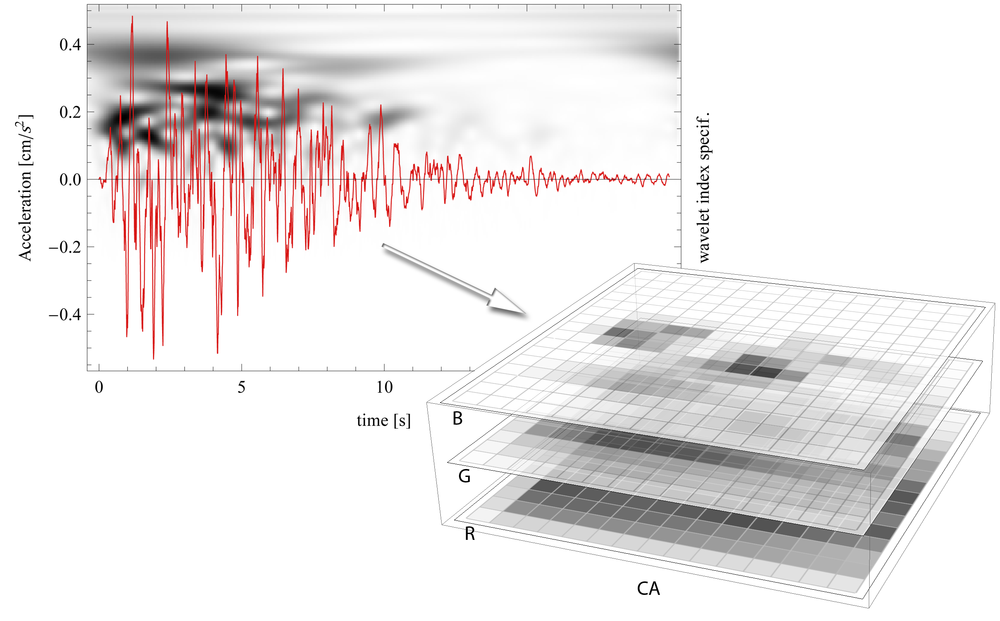 0.4
0.2
0.0
−0.2
−0.4
Acceleration [cm/s²]
0 5 10
time [s]
wavelet index specif.
B
G
R
CA